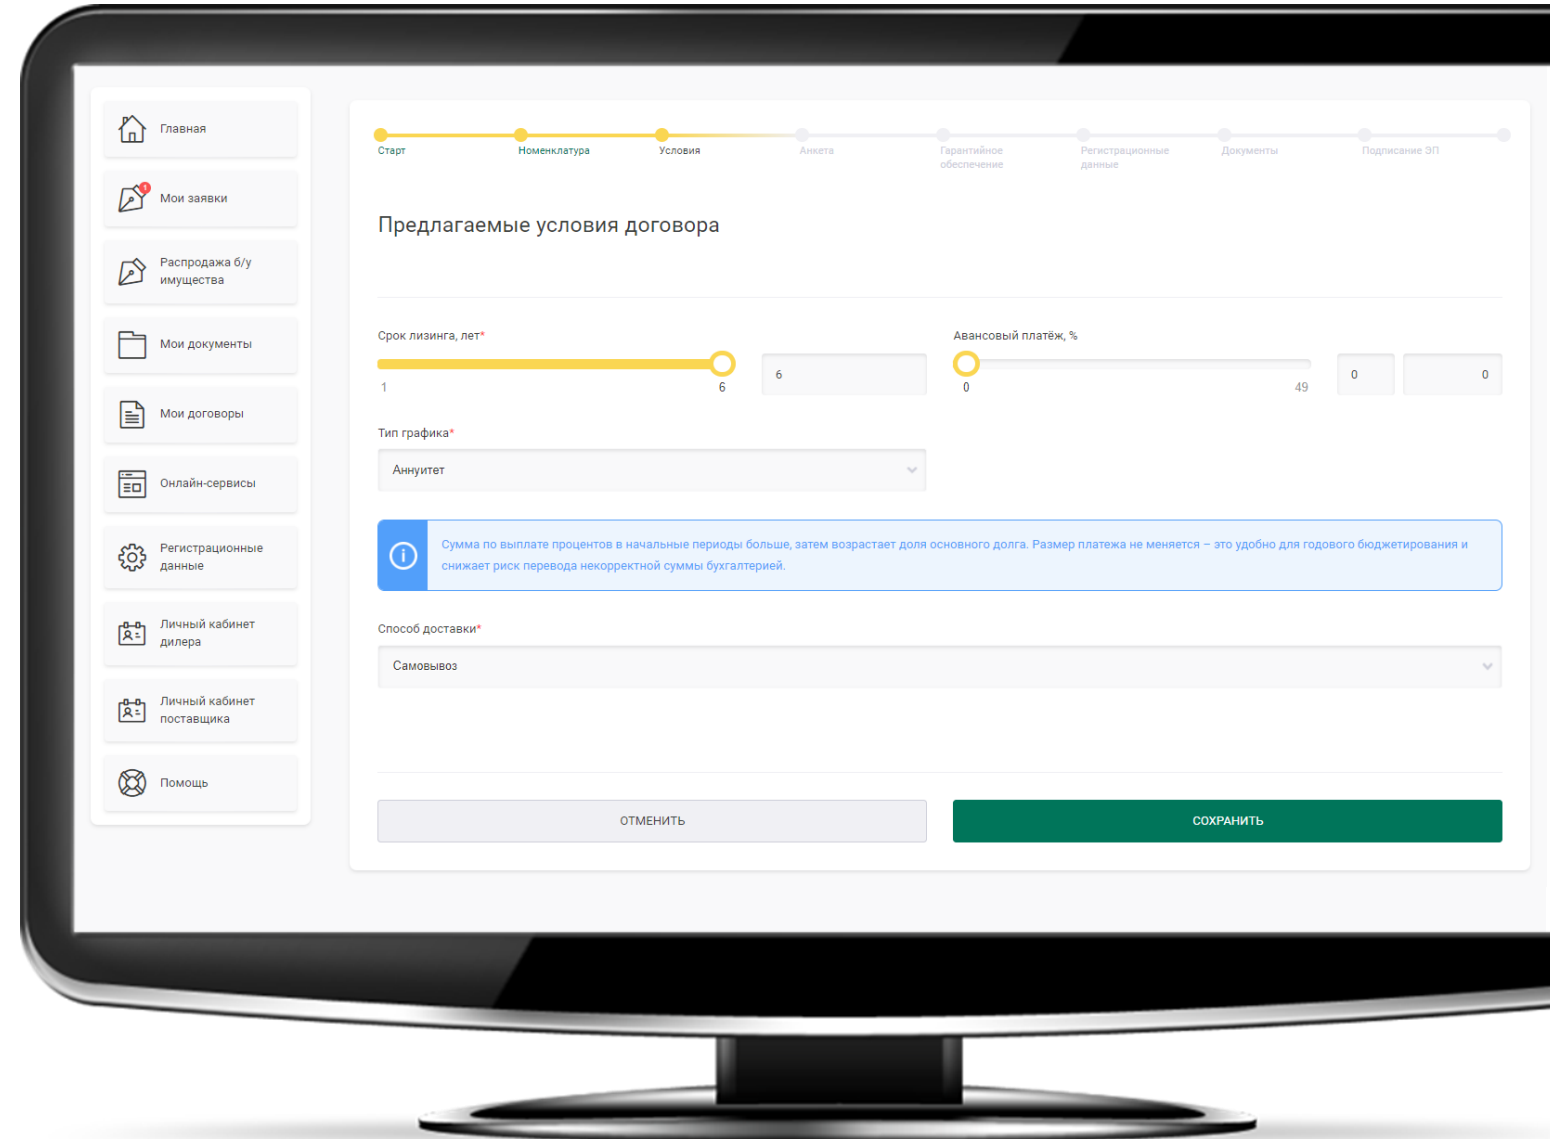 Главная
1
Мои заявки
Распродажа б/у
имущества
Мои документы
Мои договоры
Онлайн-сервисы
Регистрационные
данные
Личный кабинет
дилера
Личный кабинет
поставщика
Помощь
Старт
Номенклатура
Условия
Анкета
Гарантийное
обеспечение
Регистрационные
данные
Документы
Подписание ЭП
Предлагаемые условия договора
Срок лизинга, лет*
1
6
6
Авансовый платёж, %
0
49
0
0
Тип графика*
Аннуитет
Сумма по выплате процентов в начальные периоды больше, затем возрастает доля основного долга. Размер платежа не меняется – это удобно для годового бюджетирования и
снижает риск перевода некорректной суммы бухгалтерией.
Способ доставки*
Самовывоз
ОТМЕНИТЬ
СОХРАНИТЬ